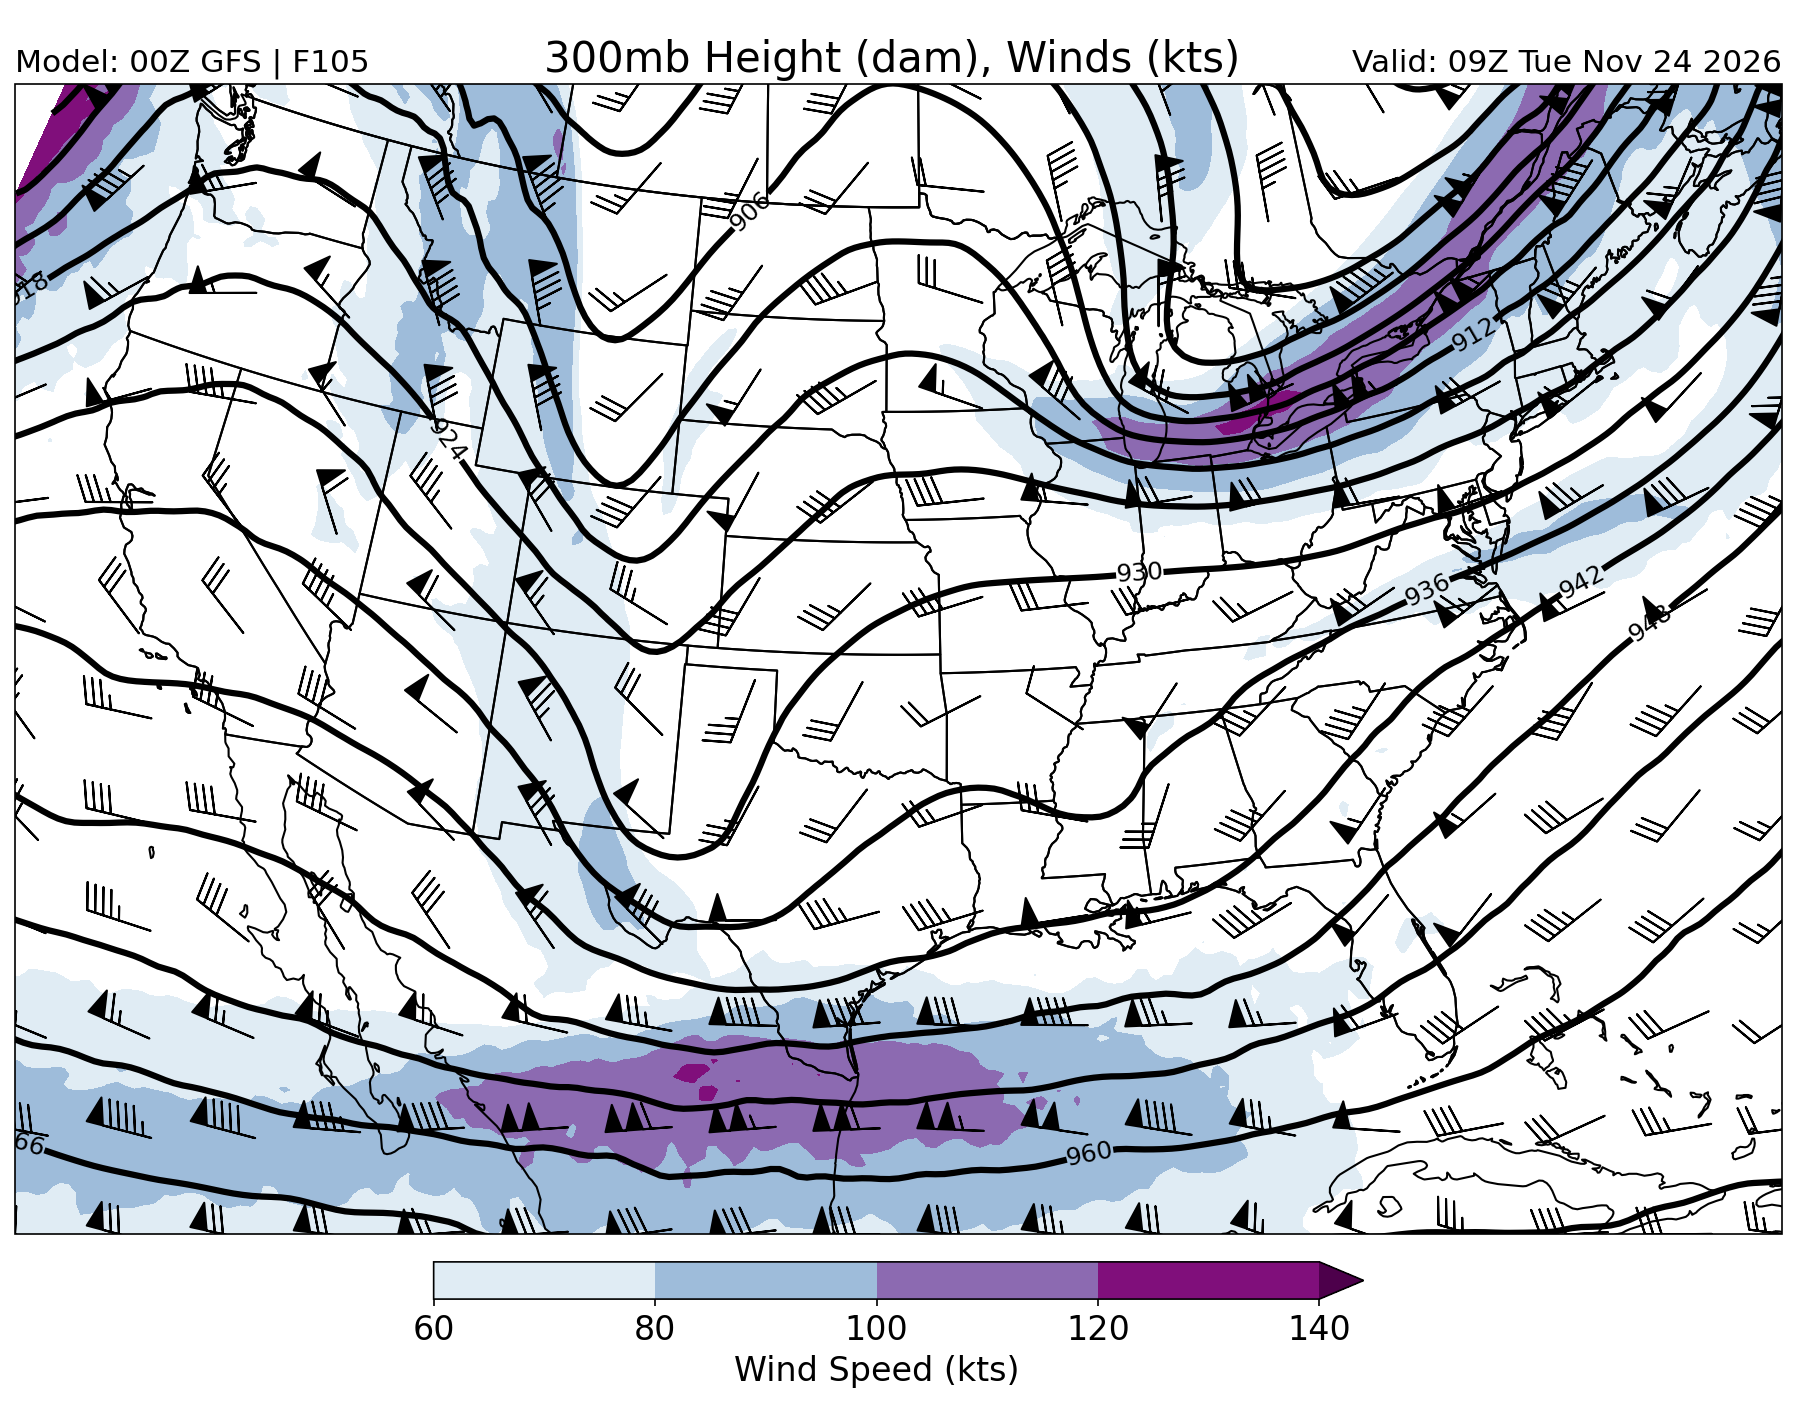 Model: 00Z GFS | F105
300mb Height (dam), Winds (kts)
Valid: 09Z Tue Nov 24 2026
906
918
912
924
930
936
942
948
960
66
60 80 100 120 140
Wind Speed (kts)